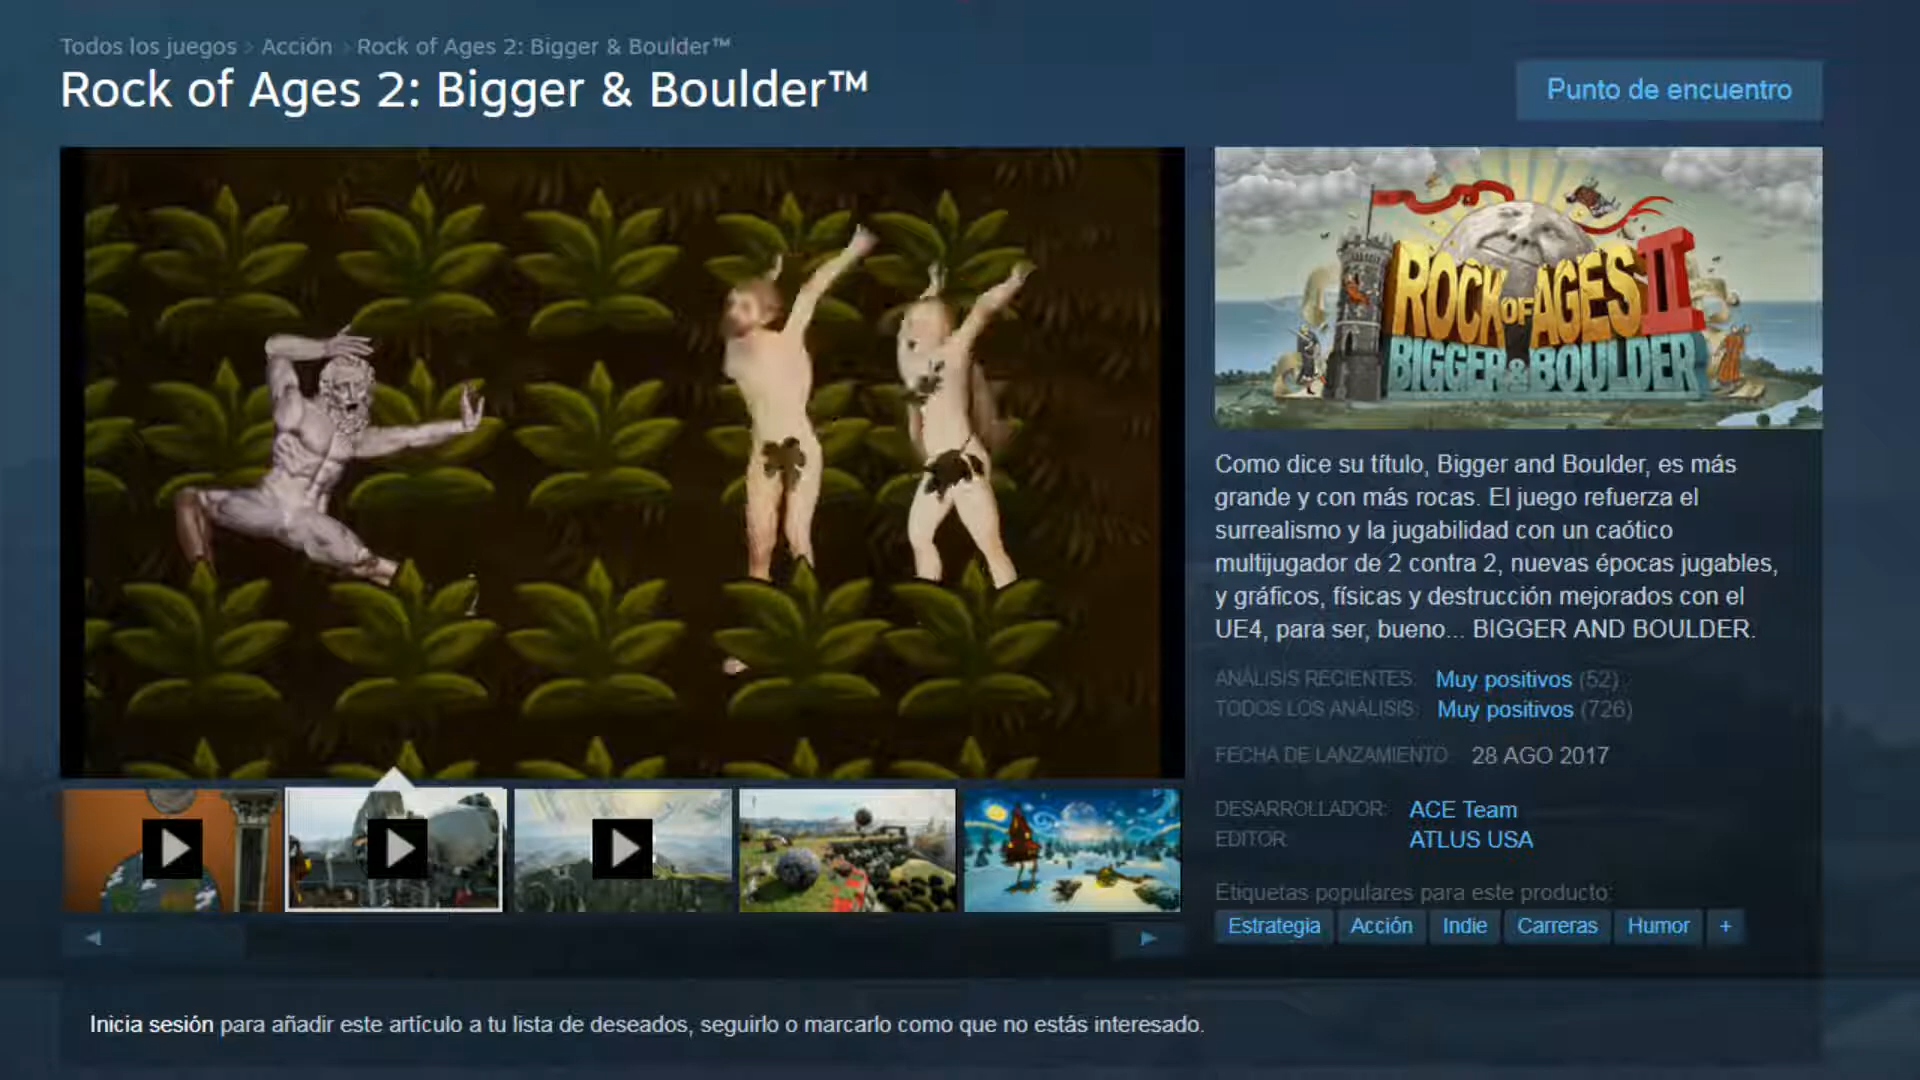 Todos los juegos > Acción > Rock of Ages 2: Bigger & Boulder™
Rock of Ages 2: Bigger & Boulder™
Punto de encuentro
ROCK OF AGES II
BIGGER & BOULDER
Como dice su título, Bigger and Boulder, es más
grande y con más rocas. El juego refuerza el
surrealismo y la jugabilidad con un caótico
multijugador de 2 contra 2, nuevas épocas jugables,
y gráficos, físicas y destrucción mejorados con el
UE4, para ser, bueno... BIGGER AND BOULDER.
ANÁLISIS RECIENTES: Muy positivos (52)
TODOS LOS ANÁLISIS: Muy positivos (726)
FECHA DE LANZAMIENTO: 28 AGO 2017
DESARROLLADOR: ACE Team
EDITOR: ATLUS USA
Etiquetas populares para este producto:
Estrategia Acción Indie Carreras Humor +
Inicia sesión para añadir este artículo a tu lista de deseados, seguirlo o marcarlo como que no estás interesado.